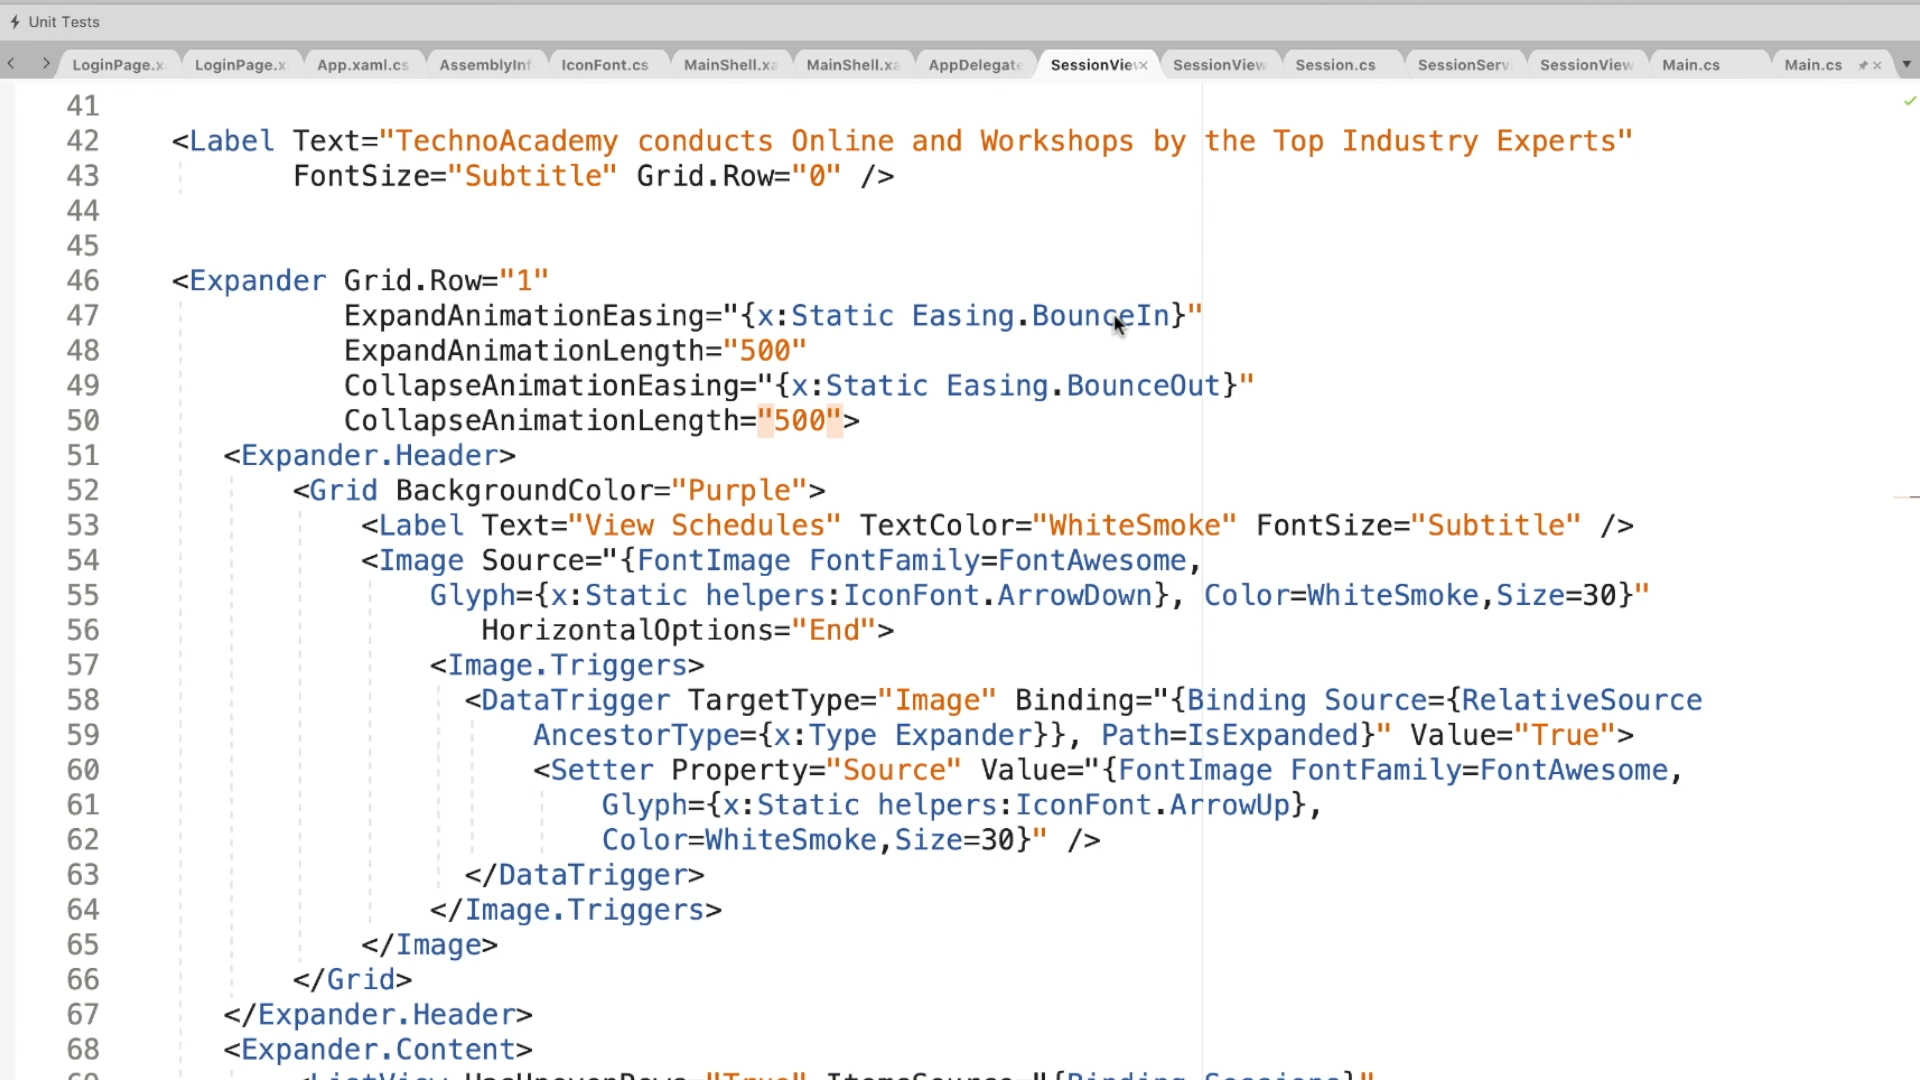 Unit Tests
LoginPage.x LoginPage.x App.xaml.cs AssemblyInf IconFont.cs MainShell.xa MainShell.xa AppDelegate SessionVie SessionView Session.cs SessionServ SessionView Main.cs Main.cs
41
42 <Label Text="TechnoAcademy conducts Online and Workshops by the Top Industry Experts"
43 FontSize="Subtitle" Grid.Row="0" />
44
45
46 <Expander Grid.Row="1"
47 ExpandAnimationEasing="{x:Static Easing.BounceIn}"
48 ExpandAnimationLength="500"
49 CollapseAnimationEasing="{x:Static Easing.BounceOut}"
50 CollapseAnimationLength="500">
51 <Expander.Header>
52 <Grid BackgroundColor="Purple">
53 <Label Text="View Schedules" TextColor="WhiteSmoke" FontSize="Subtitle" />
54 <Image Source="{FontImage FontFamily=FontAwesome,
55 Glyph={x:Static helpers:IconFont.ArrowDown}, Color=WhiteSmoke,Size=30}"
56 HorizontalOptions="End">
57 <Image.Triggers>
58 <DataTrigger TargetType="Image" Binding="{Binding Source={RelativeSource
59 AncestorType={x:Type Expander}}, Path=IsExpanded}" Value="True">
60 <Setter Property="Source" Value="{FontImage FontFamily=FontAwesome,
61 Glyph={x:Static helpers:IconFont.ArrowUp},
62 Color=WhiteSmoke,Size=30}" />
63 </DataTrigger>
64 </Image.Triggers>
65 </Image>
66 </Grid>
67 </Expander.Header>
68 <Expander.Content>
69 <ListView HasUnevenRows="True" ItemsSource="{Binding Sessions}"